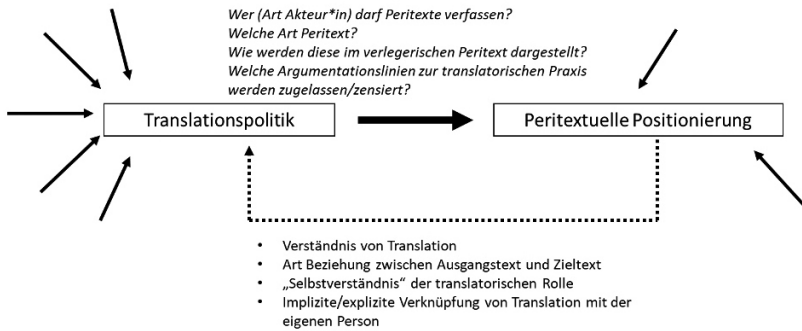 Wer (Art Akteur*in) darf Peritexte verfassen?
Welche Art Peritext?
Wie werden diese im verlegerischen Peritext dargestellt?
Welche Argumentationslinien zur translatorischen Praxis
werden zugelassen/zensiert?
Translationspolitik
Peritextuelle Positionierung
• Verständnis von Translation
• Art Beziehung zwischen Ausgangstext und Zieltext
• „Selbstverständnis“ der translatorischen Rolle
• Implizite/explizite Verknüpfung von Translation mit der
eigenen Person